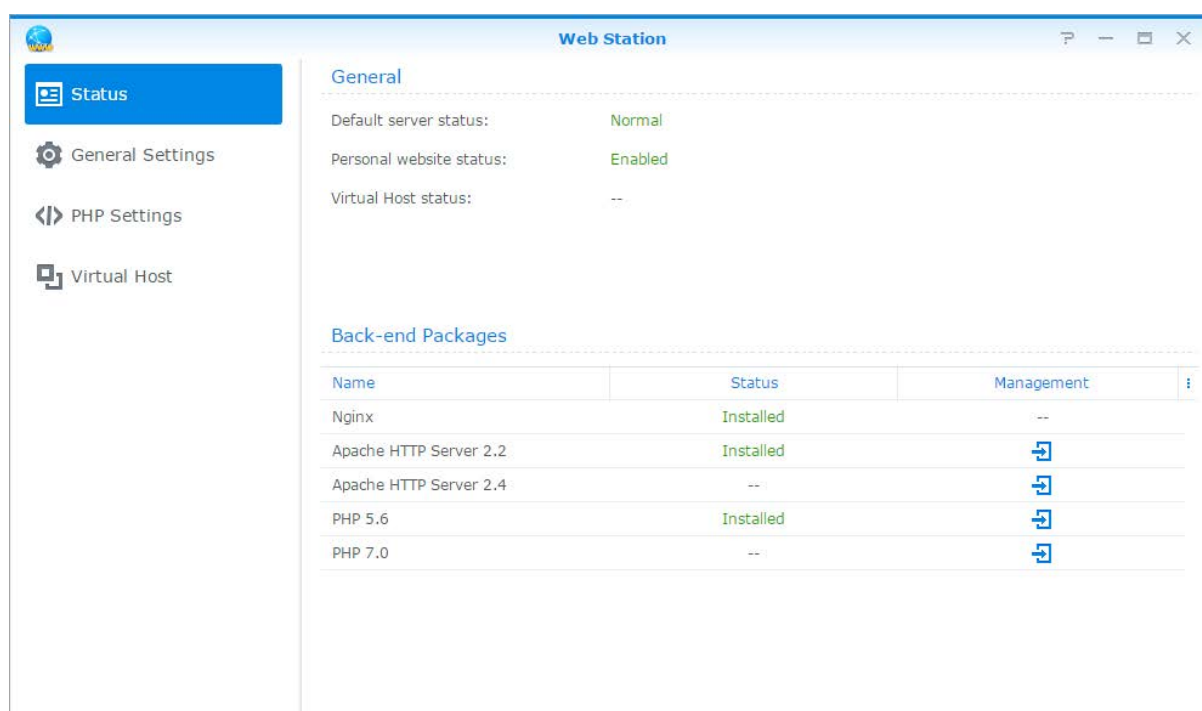 Web Station
Status
General Settings
PHP Settings
Virtual Host
General
Default server status: Normal
Personal website status: Enabled
Virtual Host status: --
Back-end Packages
Name Status Management
Nginx Installed --
Apache HTTP Server 2.2 Installed
Apache HTTP Server 2.4 --
PHP 5.6 Installed
PHP 7.0 --